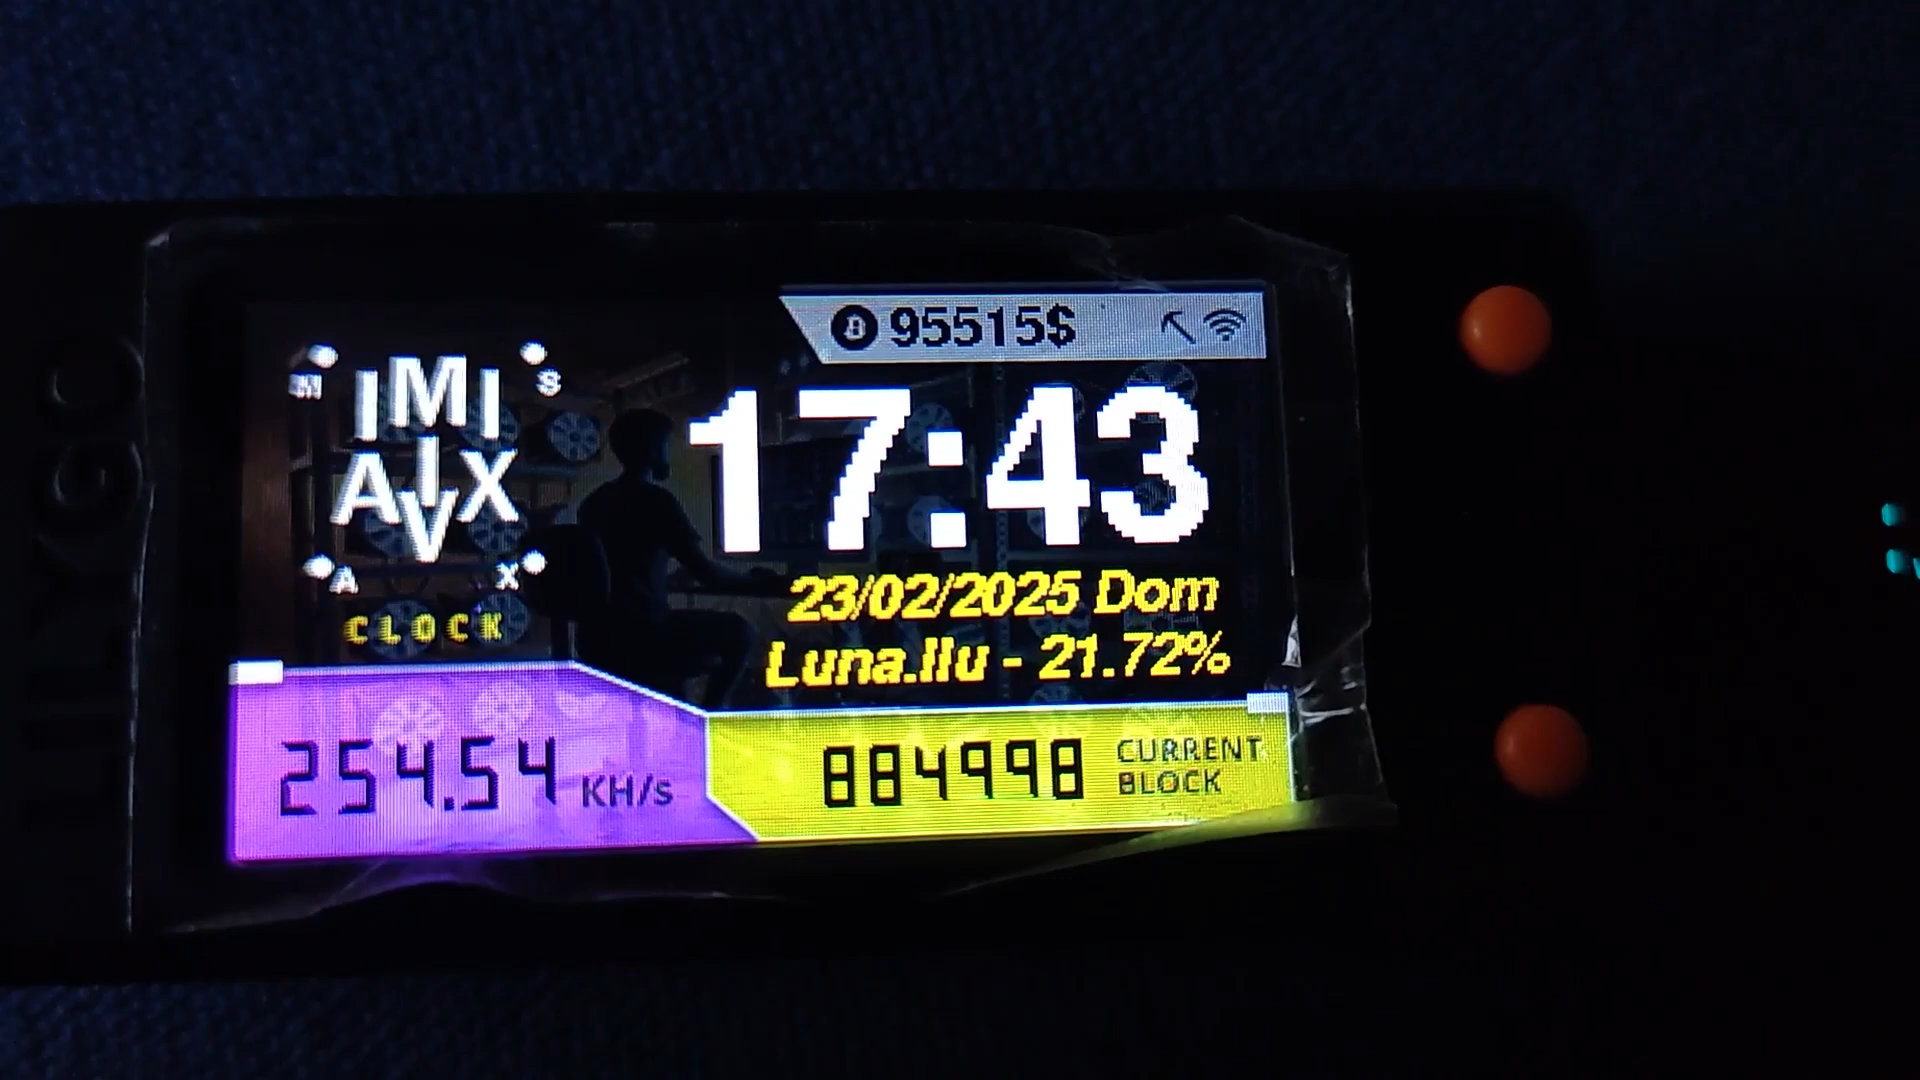 95515$
M
S
IMI
AVIX
A
X
CLOCK
17:43
23/02/2025 Dom
Luna.llu - 21.72%
254.54 KH/s
884998
CURRENT
BLOCK